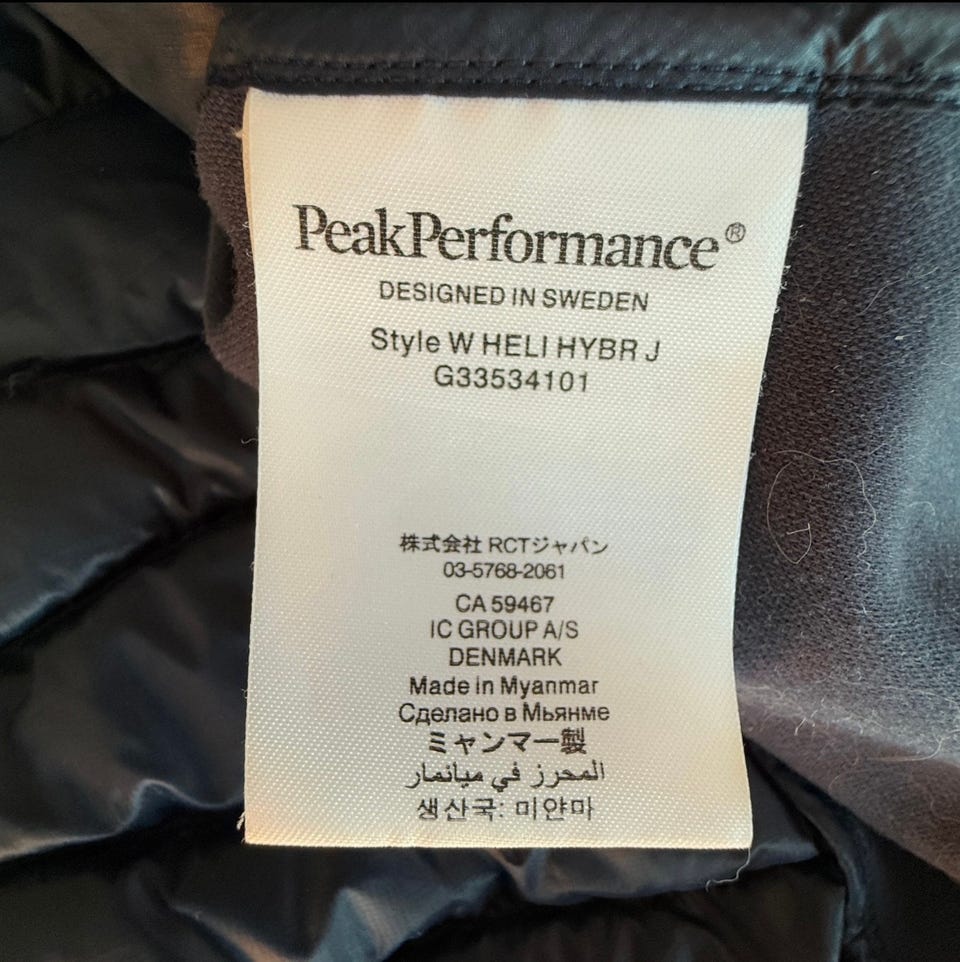 PeakPerformance®
DESIGNED IN SWEDEN
Style W HELI HYBR J
G33534101
株式会社 RCTジャパン
03-5768-2061
CA 59467
IC GROUP A/S
DENMARK
Made in Myanmar
Сделано в Мьянме
ミャンマー製
المحرز في ميانمار
생산국: 미얀마